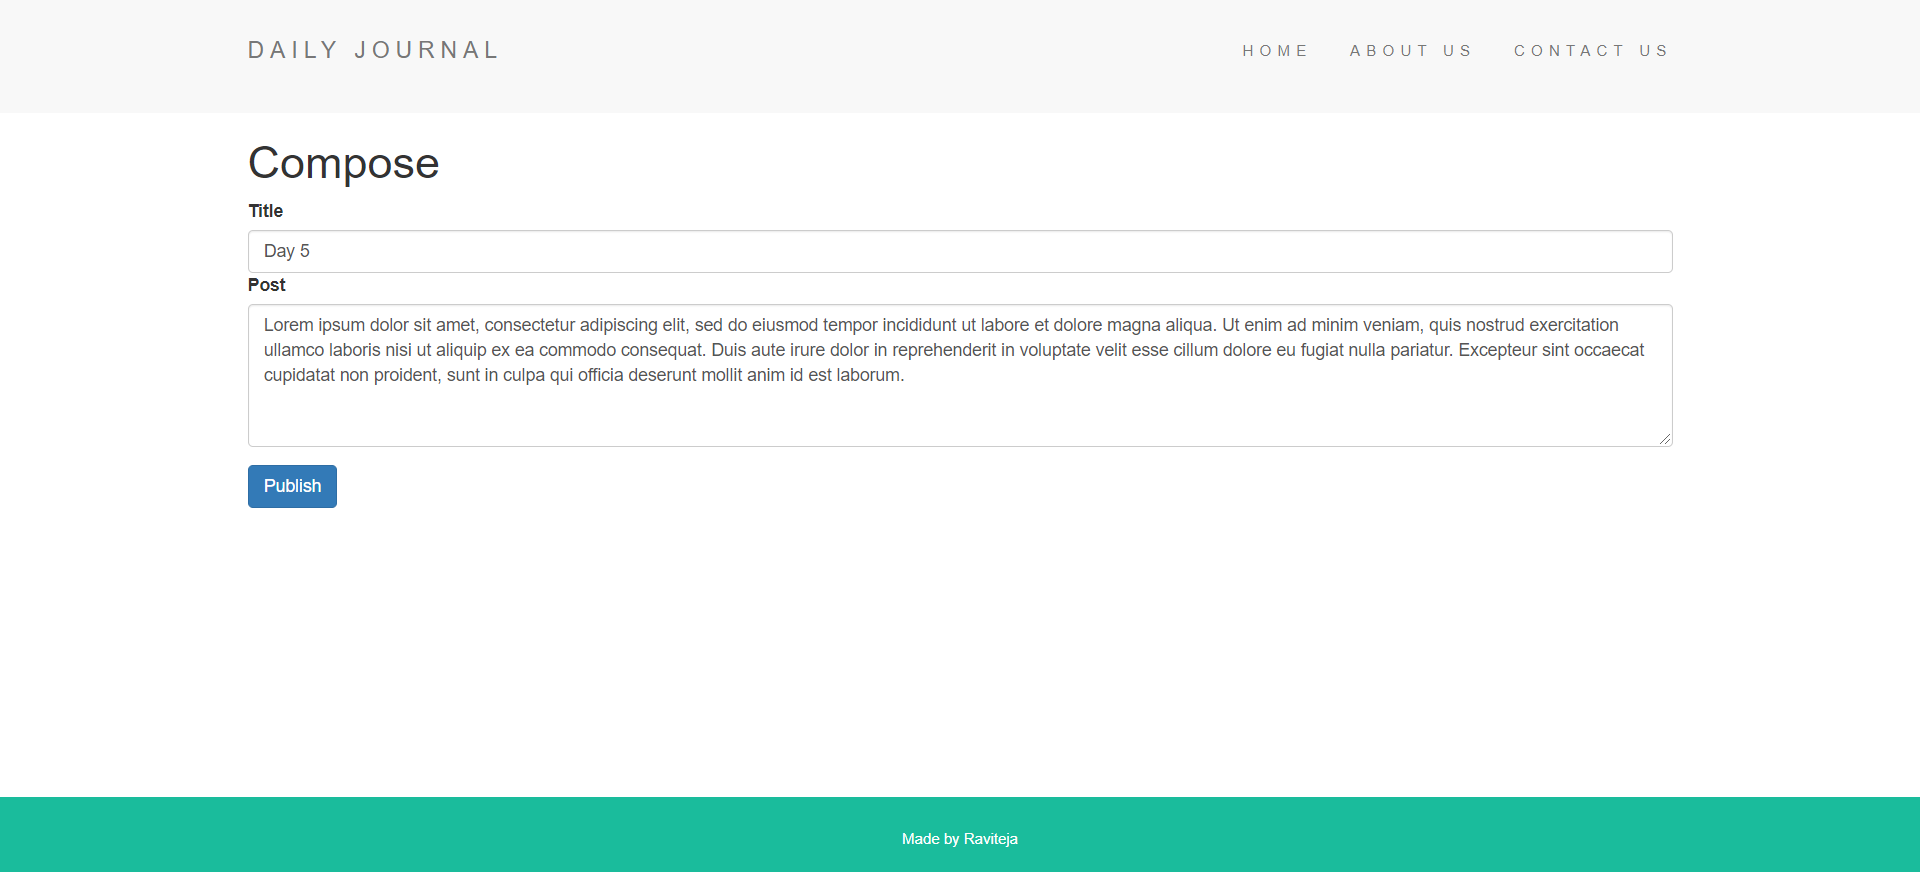 DAILY JOURNAL
HOME ABOUT US CONTACT US
Compose
Title
Day 5
Post
Lorem ipsum dolor sit amet, consectetur adipiscing elit, sed do eiusmod tempor incididunt ut labore et dolore magna aliqua. Ut enim ad minim veniam, quis nostrud exercitation
ullamco laboris nisi ut aliquip ex ea commodo consequat. Duis aute irure dolor in reprehenderit in voluptate velit esse cillum dolore eu fugiat nulla pariatur. Excepteur sint occaecat
cupidatat non proident, sunt in culpa qui officia deserunt mollit anim id est laborum.
Publish
Made by Raviteja